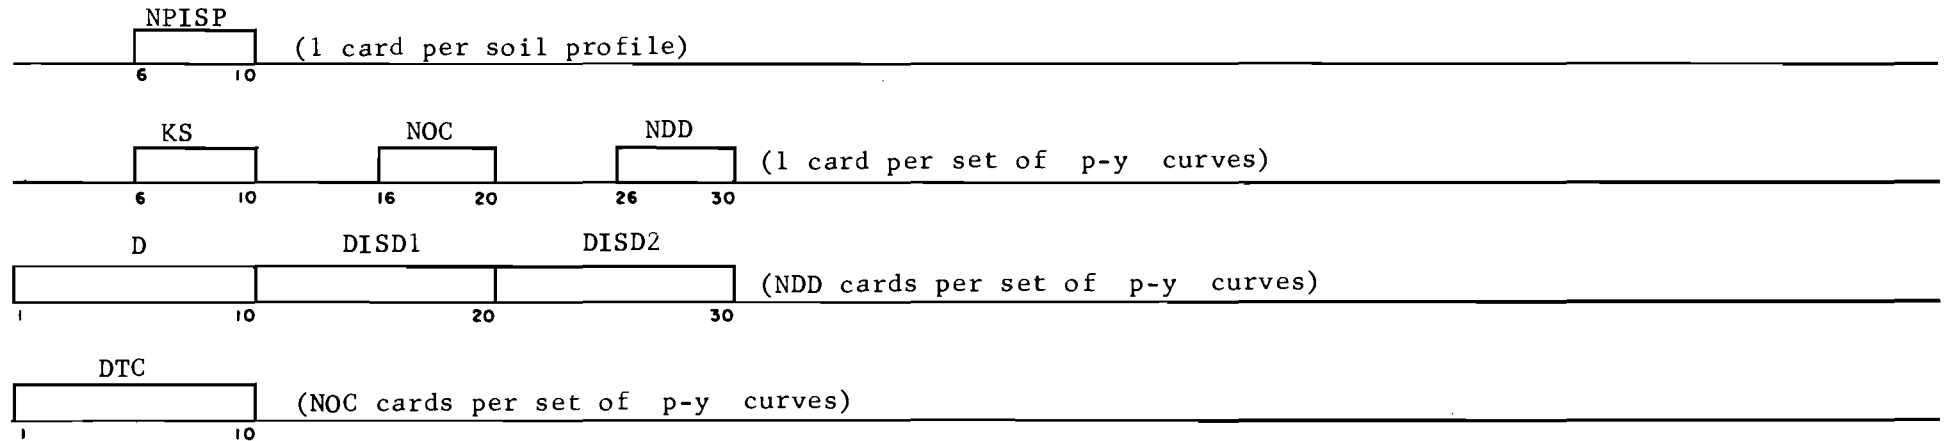 NPISP
(1 card per soil profile)
6 10
KS NOC NDD
(1 card per set of p-y curves)
6 10 16 20 26 30
D DISD1 DISD2
(NDD cards per set of p-y curves)
1 10 20 30
DTC
(NOC cards per set of p-y curves)
1 10